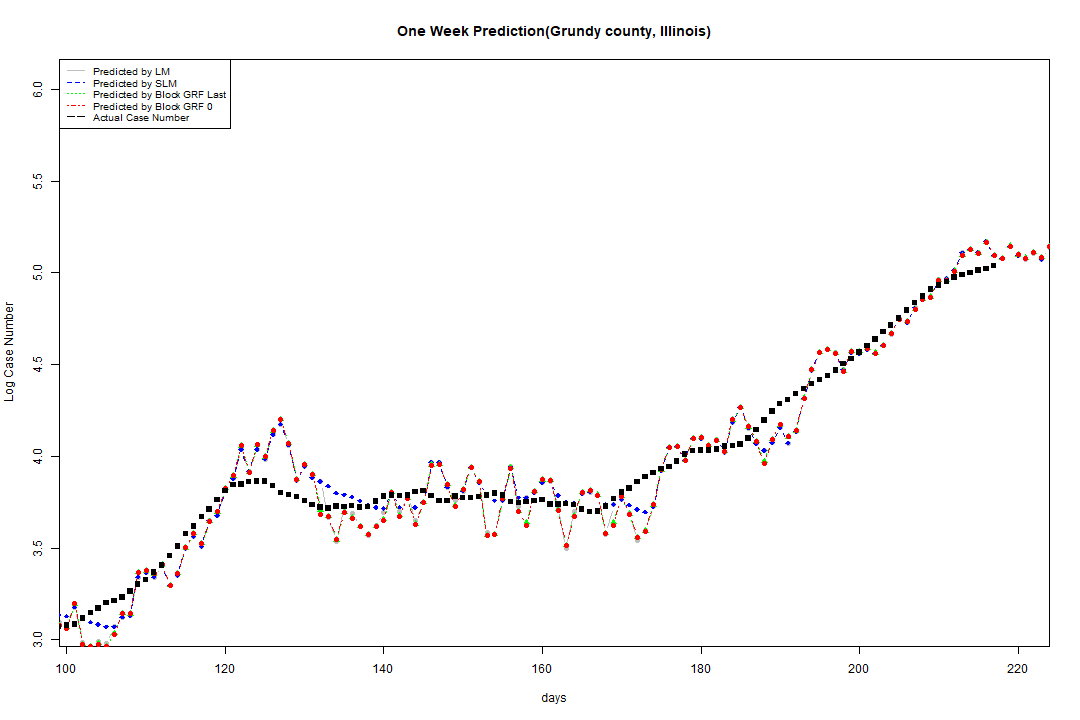 One Week Prediction(Grundy county, Illinois)
Predicted by LM
Predicted by SLM
Predicted by Block GRF Last
Predicted by Block GRF 0
Actual Case Number
6.0
5.5
5.0
4.5
4.0
3.5
3.0
Log Case Number
100 120 140 160 180 200 220
days